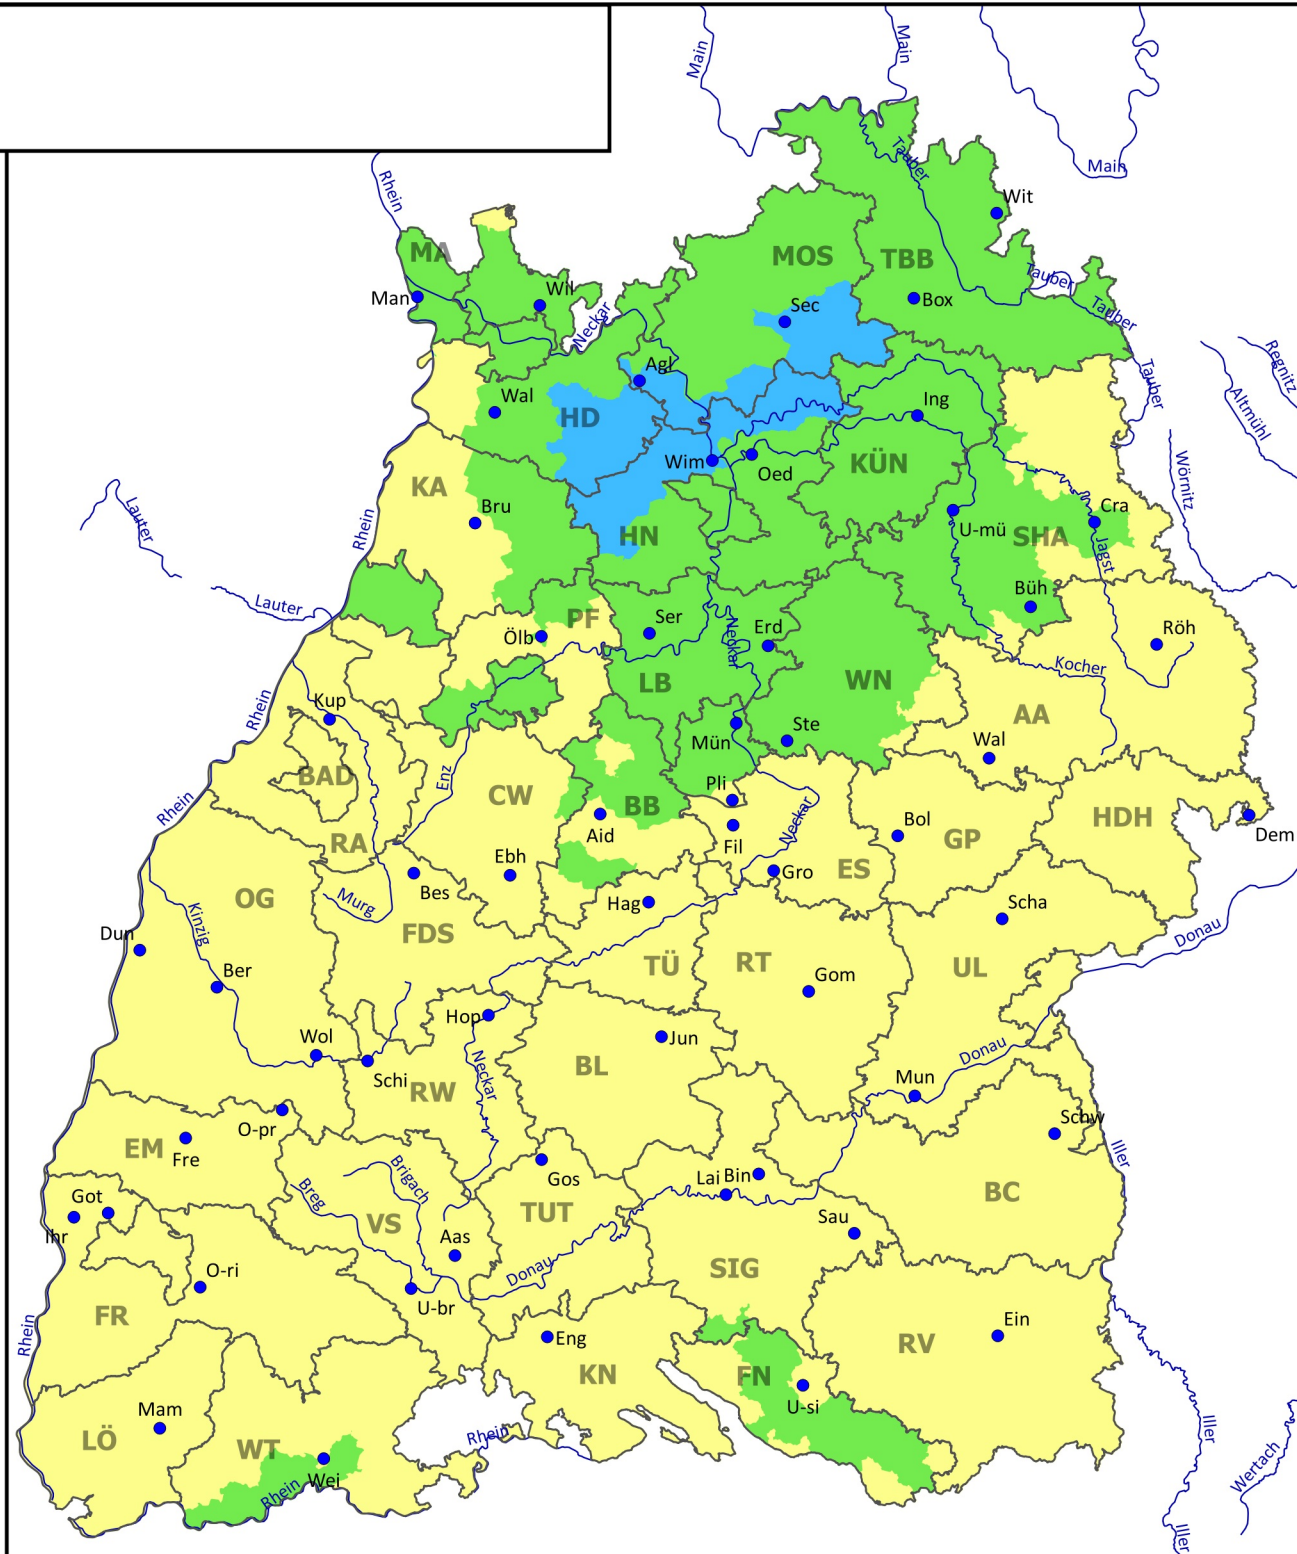 Main
Main
Main
Rhein
Tauber
Wit
MA
MOS
TBB
Tauber
Man
Wil
Sec
Box
Tauber
Neckar
Regnitz
Agl
Tauber
Wal
HD
Ing
Altmühl
Wim
Oed
KÜN
KA
Wörnitz
Bru
Cra
Lauter
Rhein
HN
U-mü
SHA
Jagst
Büh
Lauter
PF
Ser
Erd
Röh
Ölb
Neckar
Kocher
LB
WN
Rhein
Kup
AA
Mün
Ste
Wal
BAD
Enz
CW
Pli
Rhein
BB
Neckar
Bol
HDH
Aid
Fil
GP
Dem
RA
Ebh
Gro
ES
OG
Bes
Murg
Hag
Scha
Kinzig
FDS
Dun
Donau
TÜ
RT
UL
Ber
Gom
Hop
Wol
Jun
Donau
Schi
RW
Neckar
BL
Mun
O-pr
Schw
EM
Fre
Iller
Brigach
Gos
Lai
Bin
Breg
BC
Got
VS
TUT
Ihr
Sau
Aas
O-ri
Donau
SIG
U-br
FR
Rhein
Eng
Ein
RV
KN
FN
U-si
Mam
LÖ
WT
Rhein
Iller
Wei
Rhein
Wertach
Iller